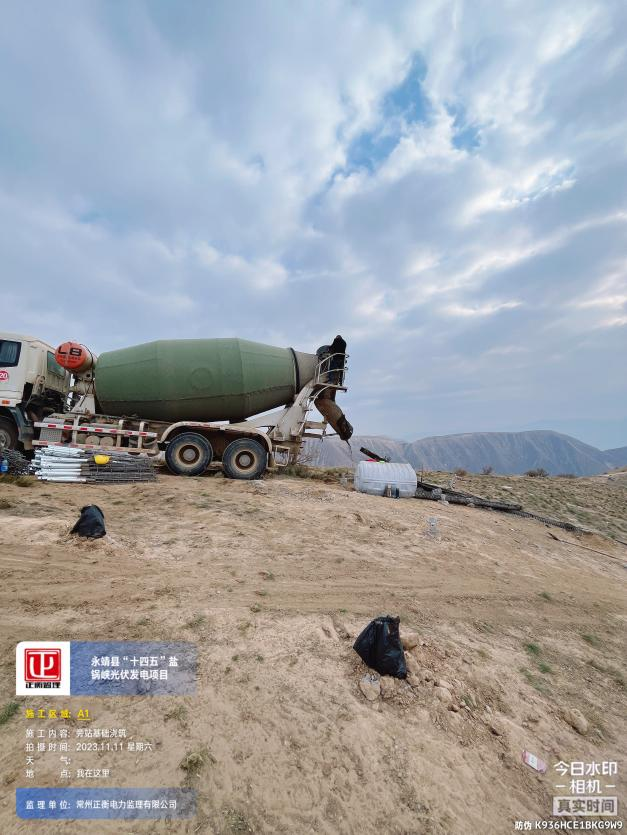 LB
正衡监理
永靖县“十四五”盐
锅峡光伏发电项目
施工区域: A1
施工内容: 旁站基础浇筑
拍摄时间: 2023.11.11 星期六
天 气:
地 点: 我在这里
监理单位: 常州正衡电力监理有限公司
今日水印
相机
真实时间
防伪 K936HCE1BKG9W9